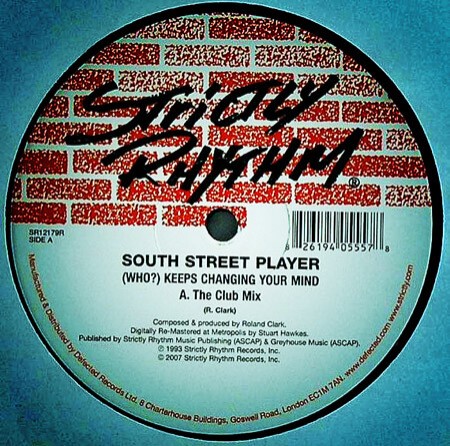 STRICTLY
RHYTHM®
SR12179R
SIDE A
8 26194 05557 8
SOUTH STREET PLAYER
(WHO?) KEEPS CHANGING YOUR MIND
A. The Club Mix
(R. Clark)
Composed & produced by Roland Clark.
Digitally Re-Mastered at Metropolis by Stuart Hawkes.
Published by Strictly Rhythm Music Publishing (ASCAP) & Greyhouse Music (ASCAP).
℗ 1993 Strictly Rhythm Records, Inc.
© 2007 Strictly Rhythm Records, Inc.
Manufactured & Distributed by Defected Records Ltd. 8 Charterhouse Buildings, Goswell Road, London EC1M 7AN. www.defected.com www.strictly.com